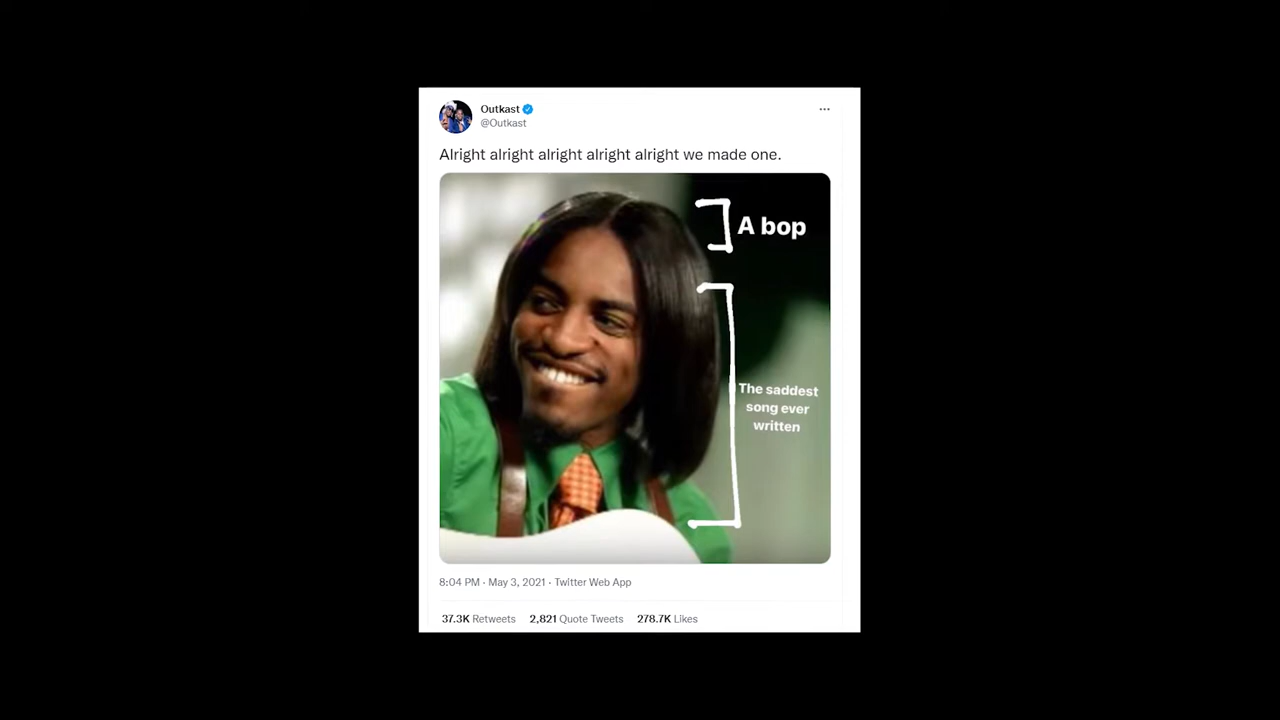 Outkast
@Outkast
Alright alright alright alright alright we made one.
A bop
The saddest
song ever
written
8:04 PM · May 3, 2021 · Twitter Web App
37.3K Retweets 2,821 Quote Tweets 278.7K Likes